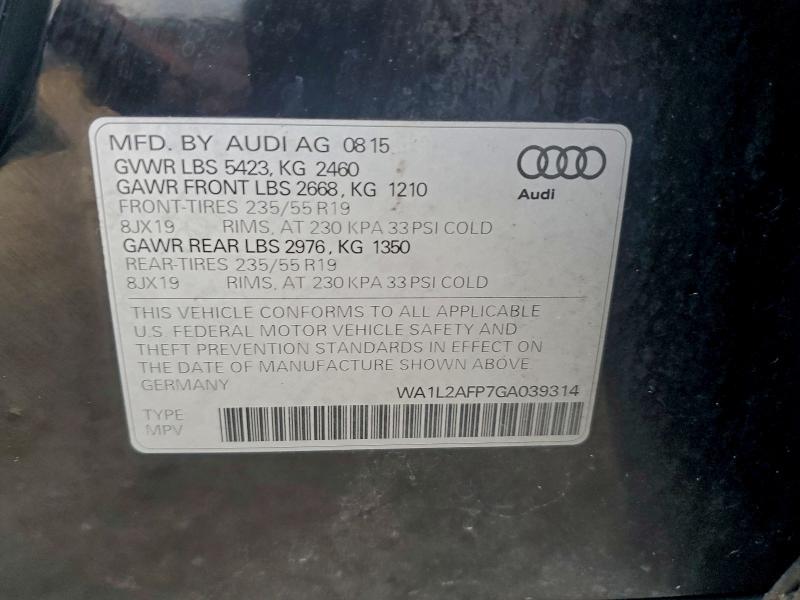 MFD. BY AUDI AG 0815
GVWR LBS 5423, KG 2460
GAWR FRONT LBS 2668, KG 1210
FRONT-TIRES 235/55 R19
8JX19 RIMS, AT 230 KPA 33 PSI COLD
GAWR REAR LBS 2976, KG 1350
REAR-TIRES 235/55 R19
8JX19 RIMS, AT 230 KPA 33 PSI COLD
Audi
THIS VEHICLE CONFORMS TO ALL APPLICABLE
U.S. FEDERAL MOTOR VEHICLE SAFETY AND
THEFT PREVENTION STANDARDS IN EFFECT ON
THE DATE OF MANUFACTURE SHOWN ABOVE.
GERMANY WA1L2AFP7GA039314
TYPE
MPV